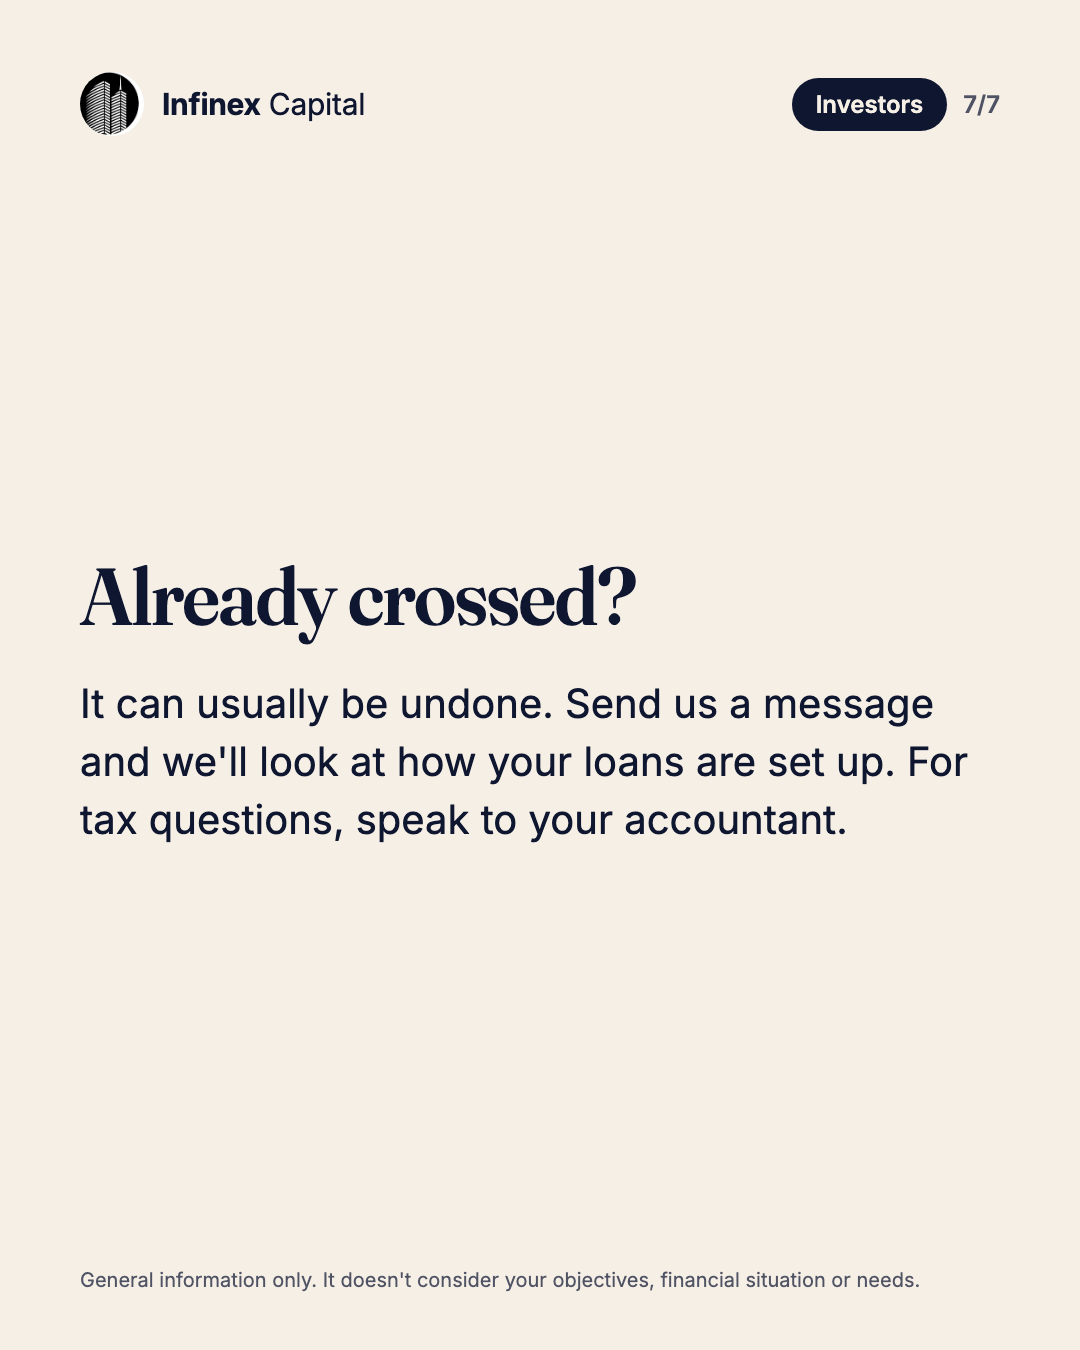 Infinex Capital
Investors 7/7
Already crossed?
It can usually be undone. Send us a message
and we'll look at how your loans are set up. For
tax questions, speak to your accountant.
General information only. It doesn't consider your objectives, financial situation or needs.